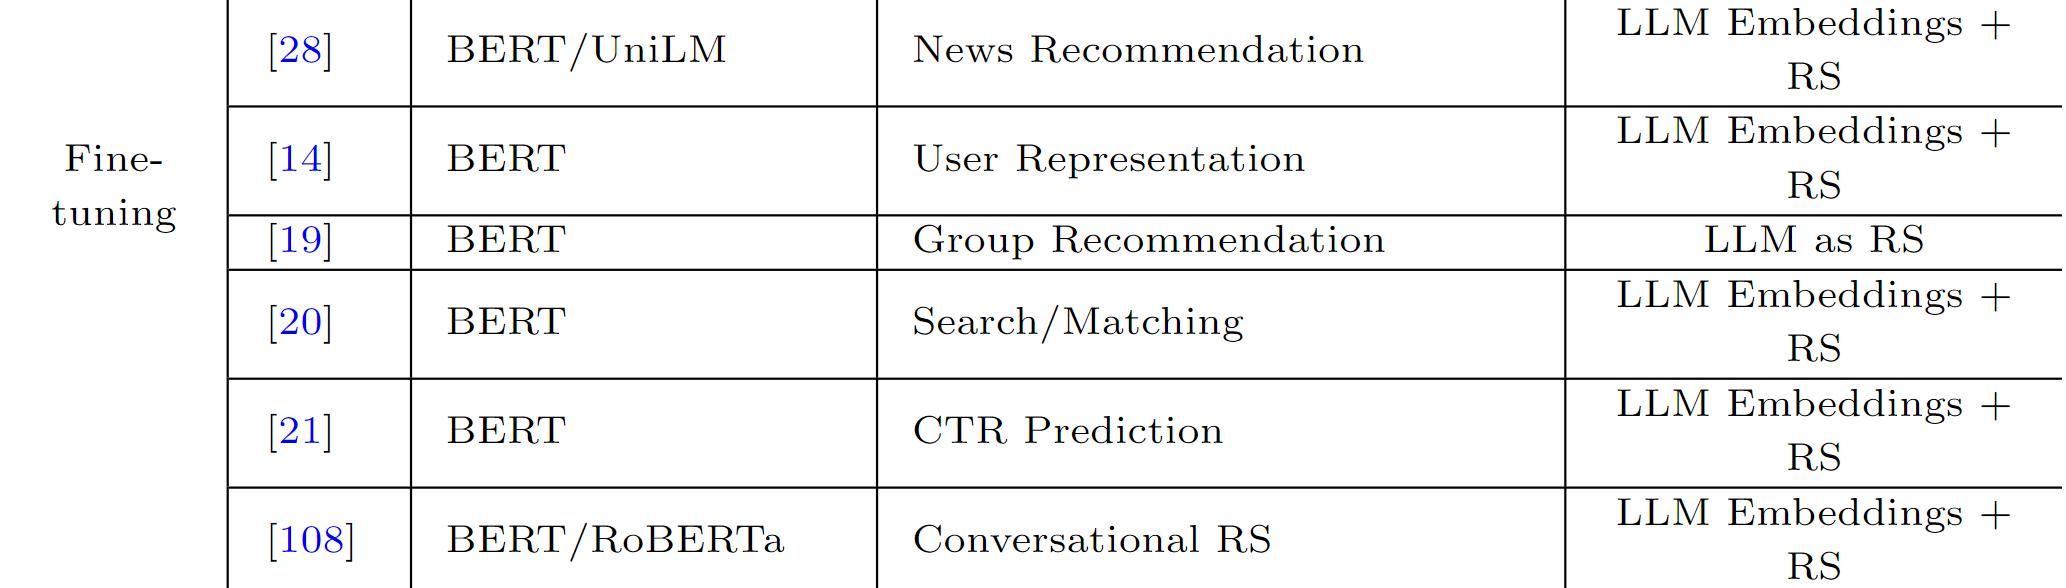 LLM Embeddings +
[28] BERT/UniLM News Recommendation
RS
LLM Embeddings +
Fine-
[14] BERT User Representation
RS
tuning
[19] BERT Group Recommendation LLM as RS
LLM Embeddings +
[20] BERT Search/Matching
RS
LLM Embeddings +
[21] BERT CTR Prediction
RS
LLM Embeddings +
[108] BERT/RoBERTa Conversational RS
RS